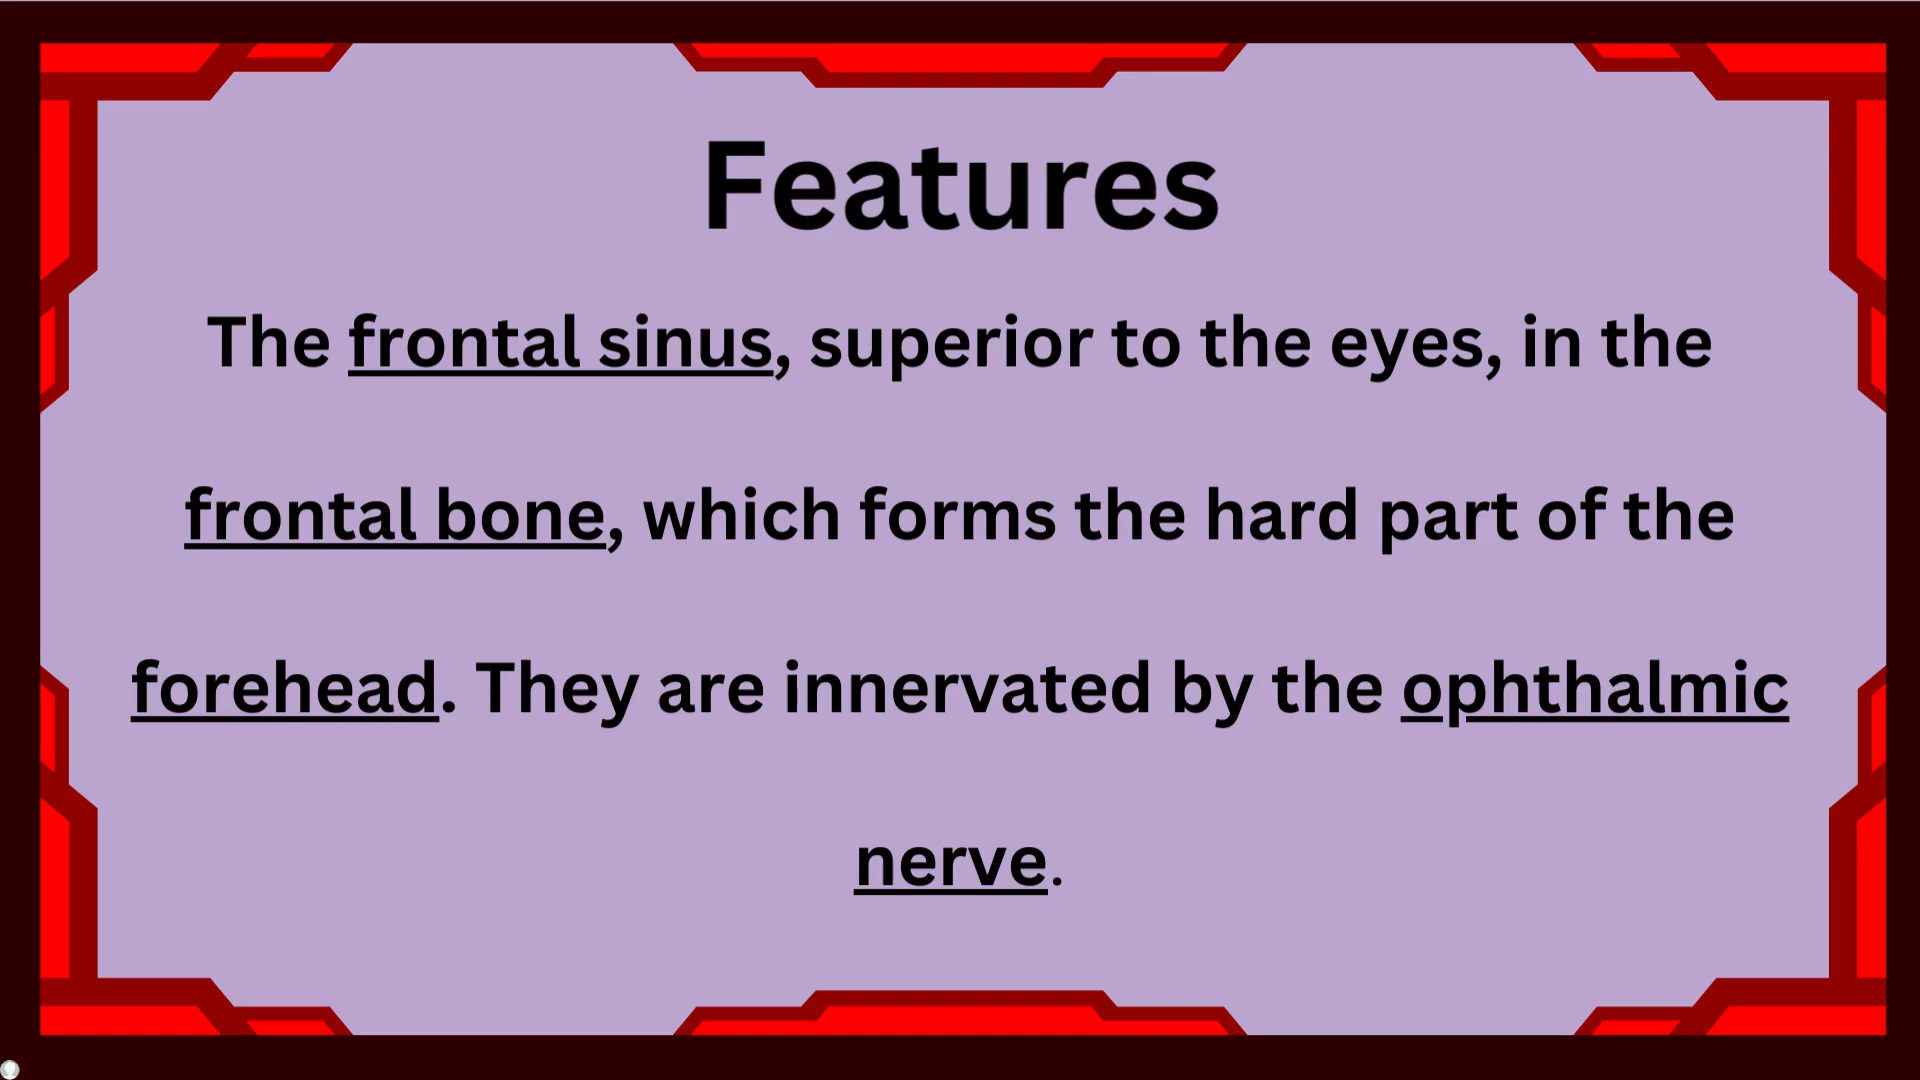 Features
The frontal sinus, superior to the eyes, in the
frontal bone, which forms the hard part of the
forehead. They are innervated by the ophthalmic
nerve.